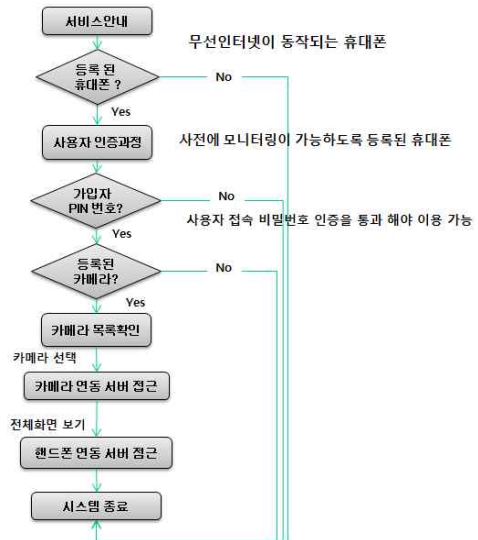 서비스안내
무선인터넷이 동작되는 휴대폰
등록 된
휴대폰 ?
No
Yes
사용자 인증과정
사전에 모니터링이 가능하도록 등록된 휴대폰
가입자
PIN 번호?
No
사용자 접속 비밀번호 인증을 통과 해야 이용 가능
Yes
등록된
카메라?
No
Yes
카메라 목록확인
카메라 선택
카메라 연동 서버 접근
전체화면 보기
핸드폰 연동 서버 접근
시스템 종료